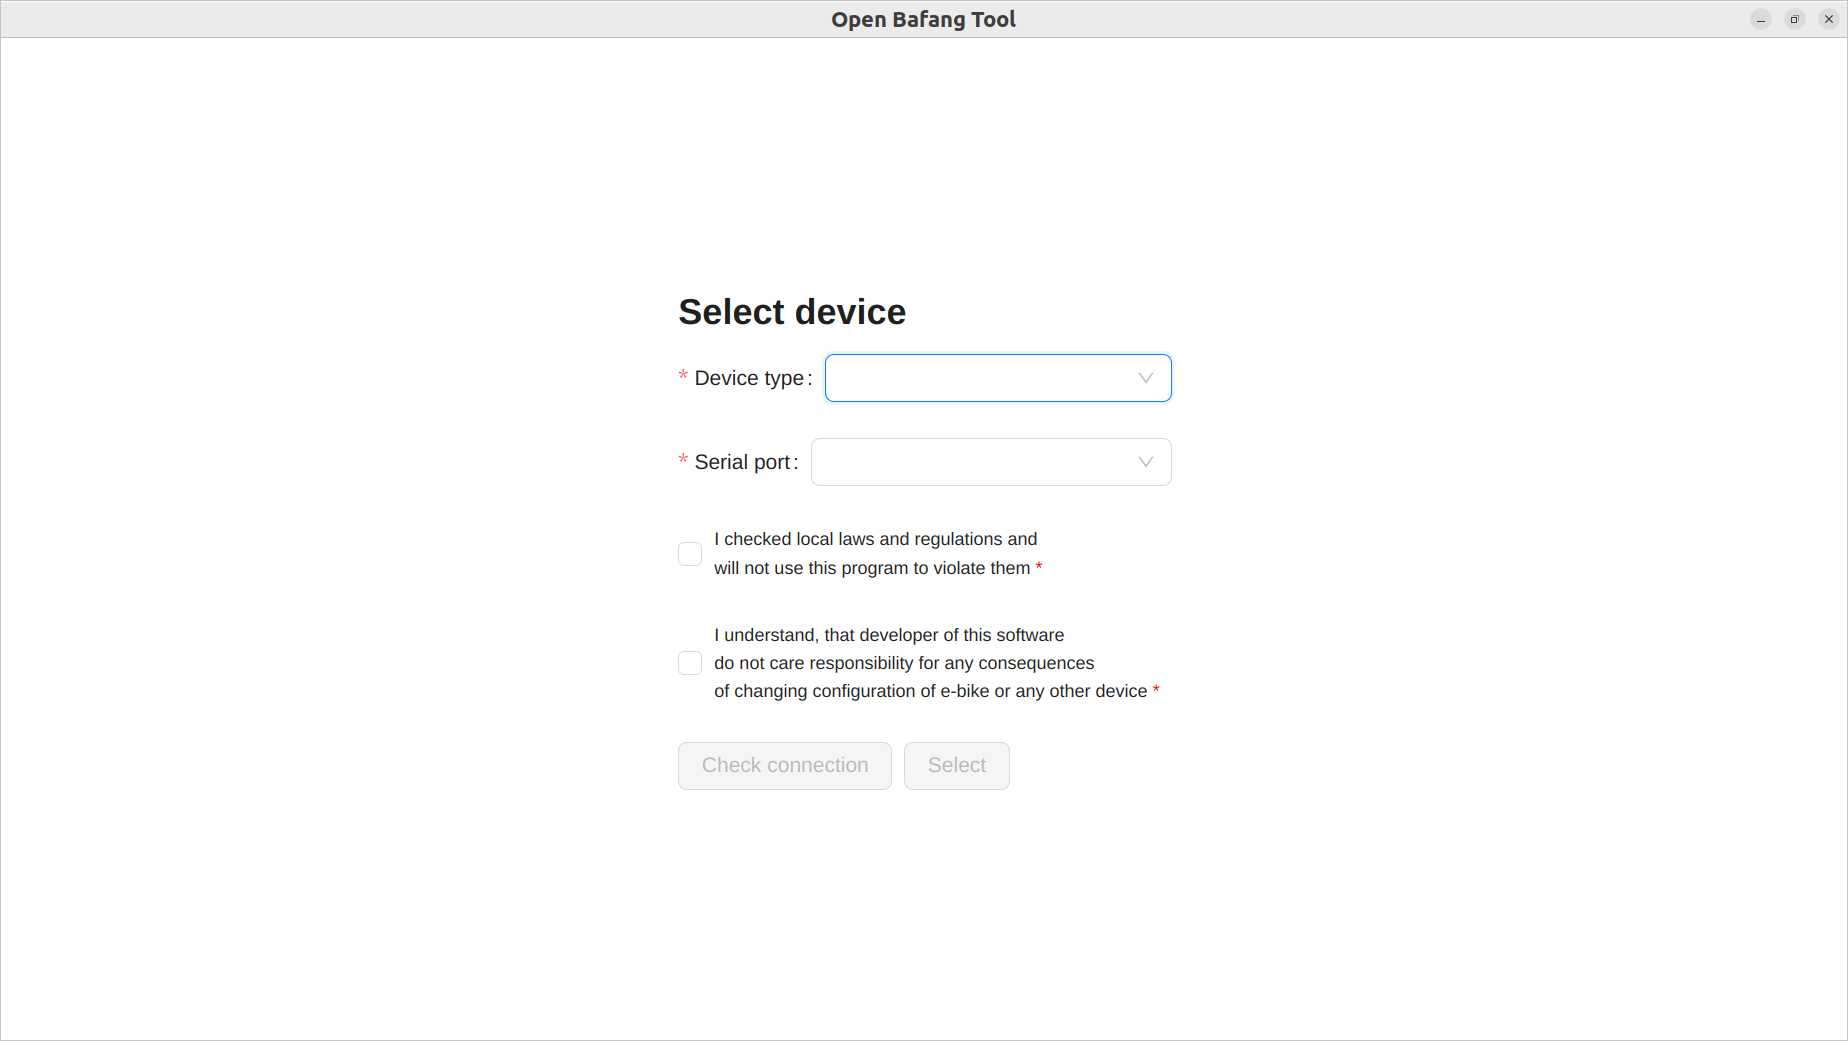 Open Bafang Tool
Select device
* Device type:
* Serial port:
I checked local laws and regulations and
will not use this program to violate them *
I understand, that developer of this software
do not care responsibility for any consequences
of changing configuration of e-bike or any other device *
Check connection Select